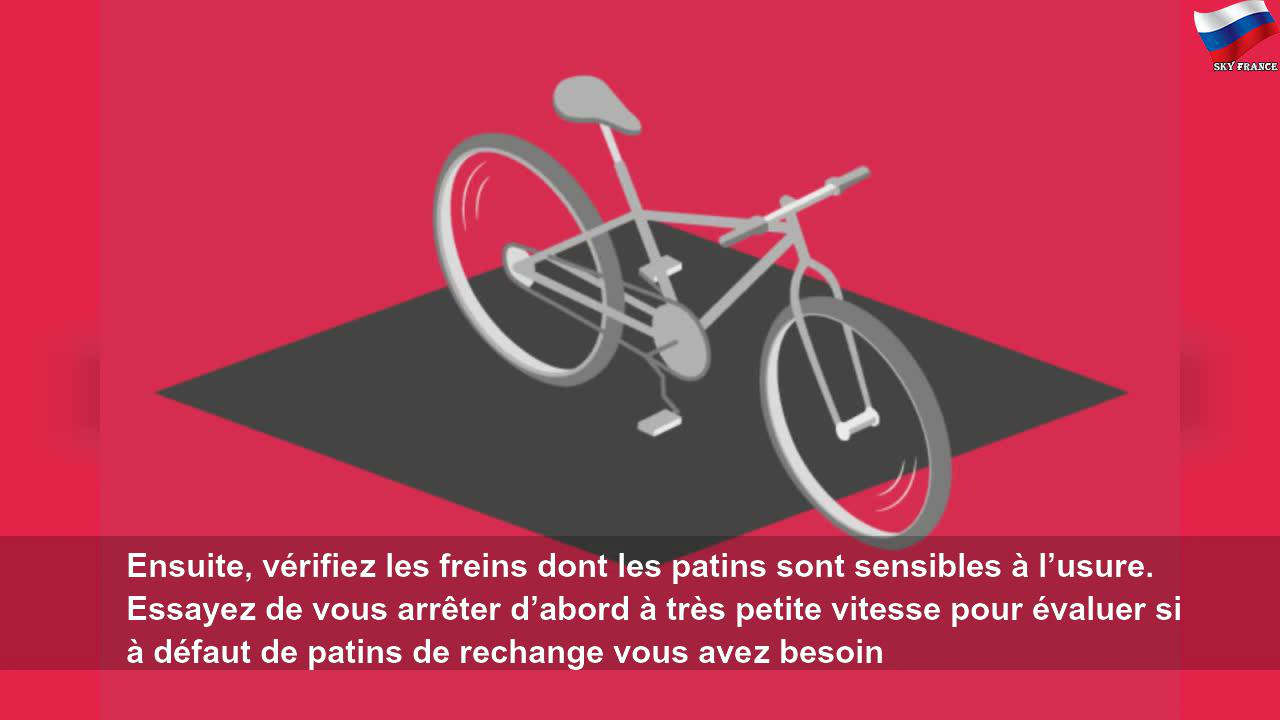 SKY FRANCE
Ensuite, vérifiez les freins dont les patins sont sensibles à l’usure.
Essayez de vous arrêter d’abord à très petite vitesse pour évaluer si
à défaut de patins de rechange vous avez besoin